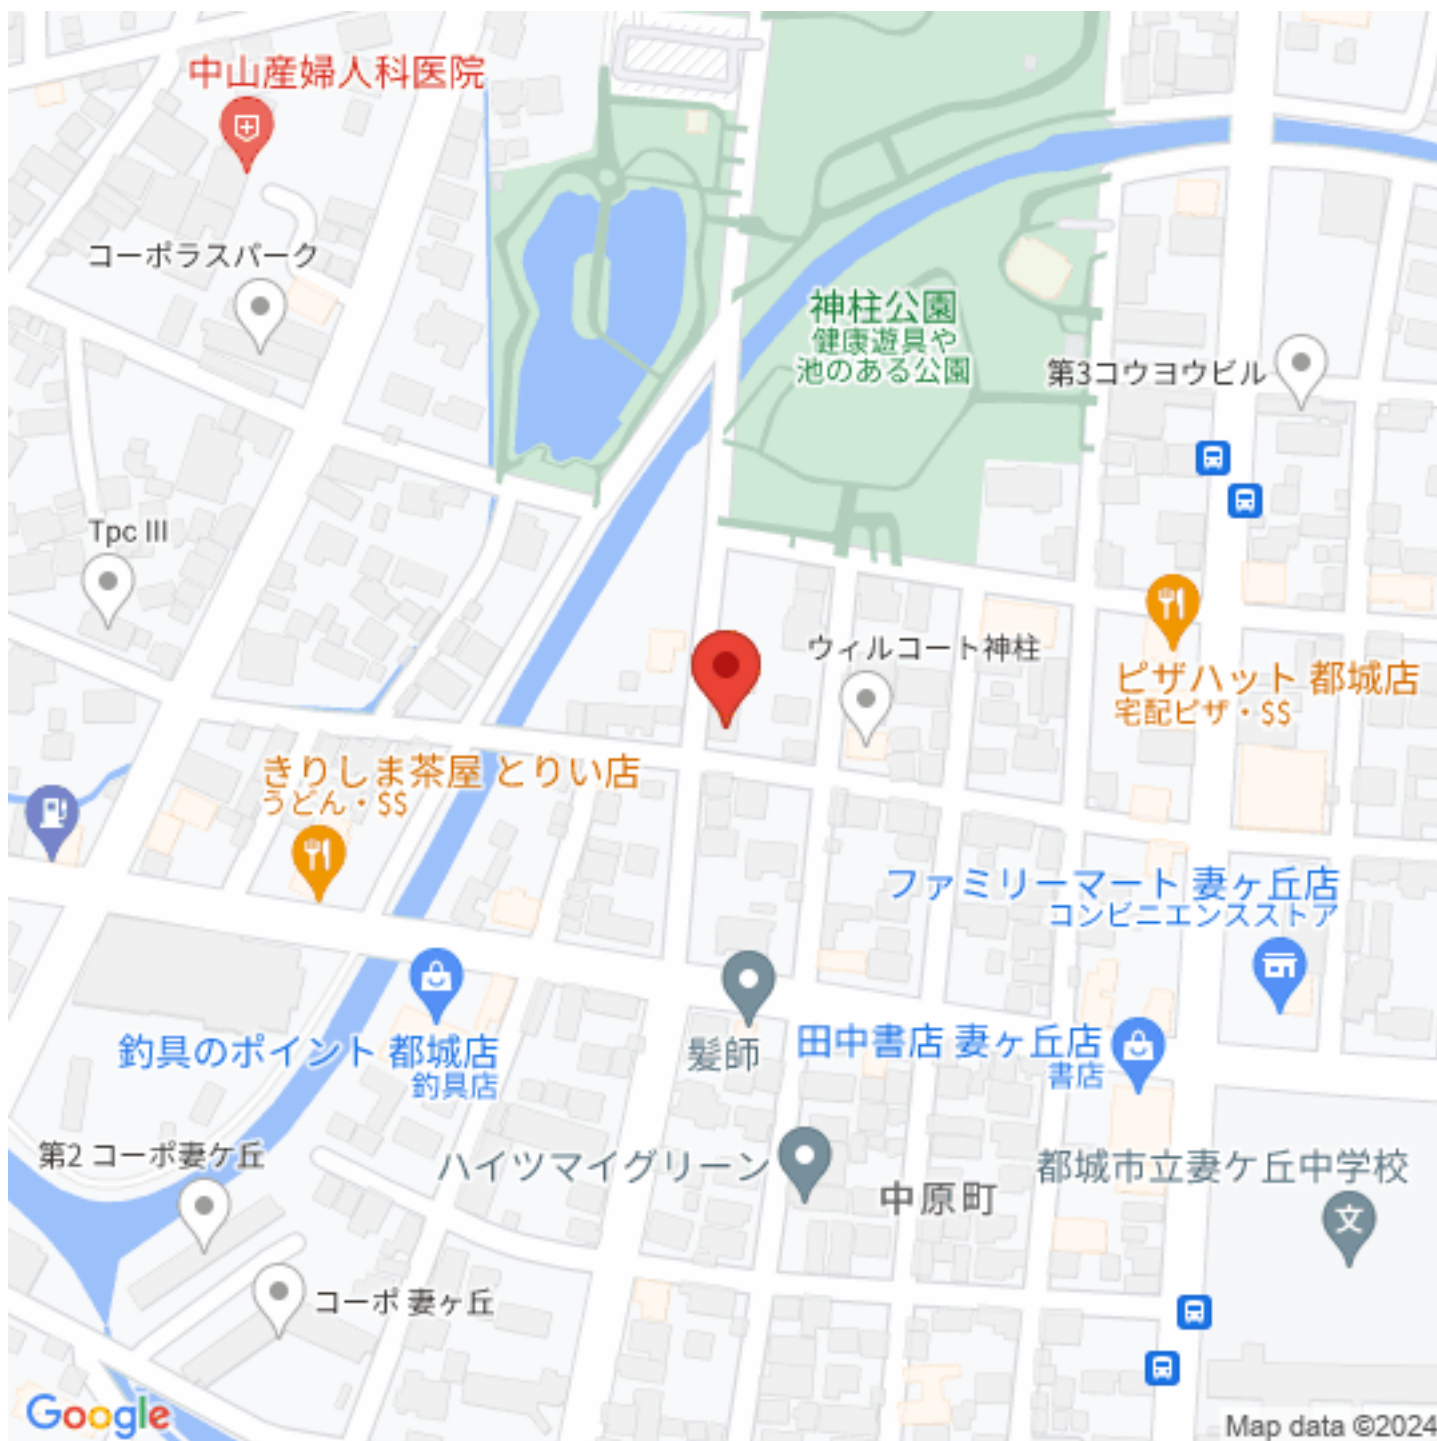 中山産婦人科医院
コーポラスパーク
神柱公園
健康遊具や
池のある公園
第3コウヨウビル
Tpc III
ウィルコート神柱
ピザハット 都城店
宅配ピザ・$$
きりしま茶屋 とりい店
うどん・$$
ファミリーマート 妻ヶ丘店
コンビニエンスストア
釣具のポイント 都城店
釣具店
髪師
田中書店 妻ヶ丘店
書店
第2 コーポ妻ケ丘
ハイツマイグリーン
中原町
都城市立妻ケ丘中学校
文
コーポ 妻ヶ丘
Google
Map data ©2024